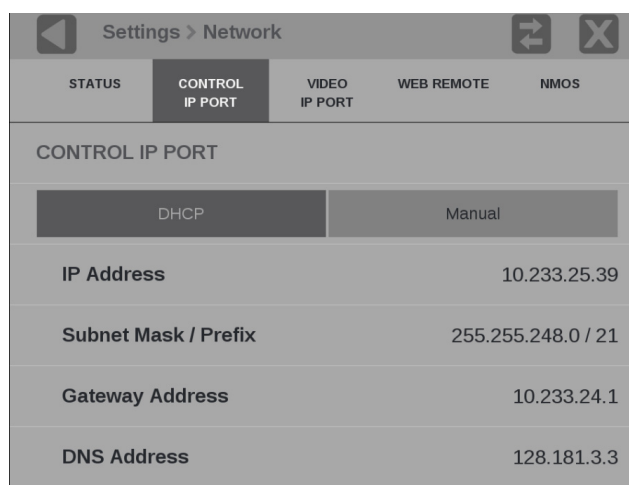 Settings > Network
STATUS
CONTROL
IP PORT
VIDEO
IP PORT
WEB REMOTE
NMOS
CONTROL IP PORT
DHCP
Manual
IP Address 10.233.25.39
Subnet Mask / Prefix 255.255.248.0 / 21
Gateway Address 10.233.24.1
DNS Address 128.181.3.3